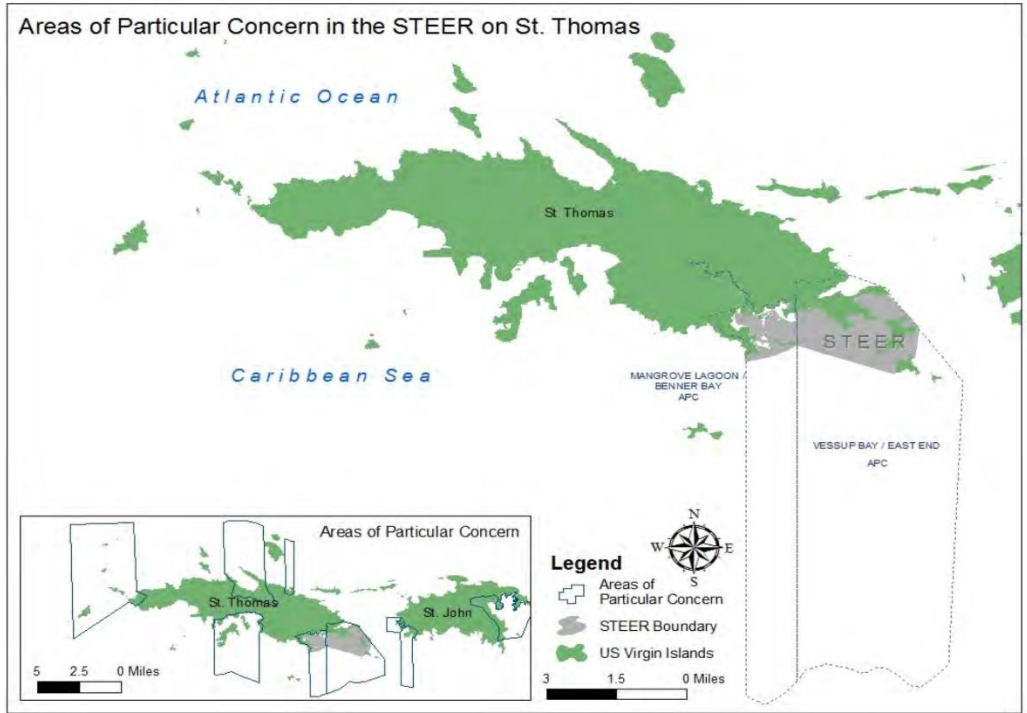 Areas of Particular Concern in the STEER on St. Thomas
Atlantic Ocean
St. Thomas
STEER
Caribbean Sea
MANGROVE LAGOON /
BENNER BAY
APC
VESSUP BAY / EAST END
APC
Areas of Particular Concern
St. Thomas
St. John
5 2.5 0 Miles
N
W E
S
Legend
Areas of
Particular Concern
STEER Boundary
US Virgin Islands
3 1.5 0 Miles